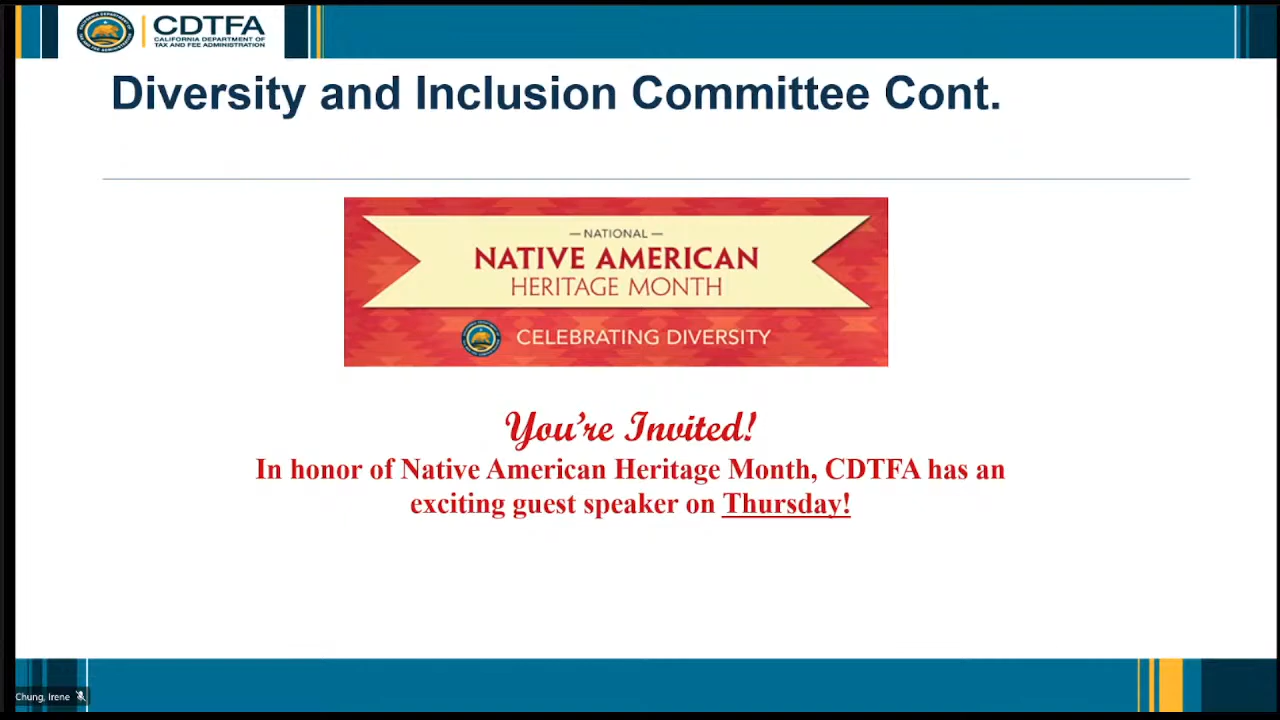 CDTFA
CALIFORNIA DEPARTMENT OF
TAX AND FEE ADMINISTRATION
Diversity and Inclusion Committee Cont.
— NATIONAL —
NATIVE AMERICAN
HERITAGE MONTH
CELEBRATING DIVERSITY
You're Invited!
In honor of Native American Heritage Month, CDTFA has an
exciting guest speaker on Thursday!
Chung, Irene